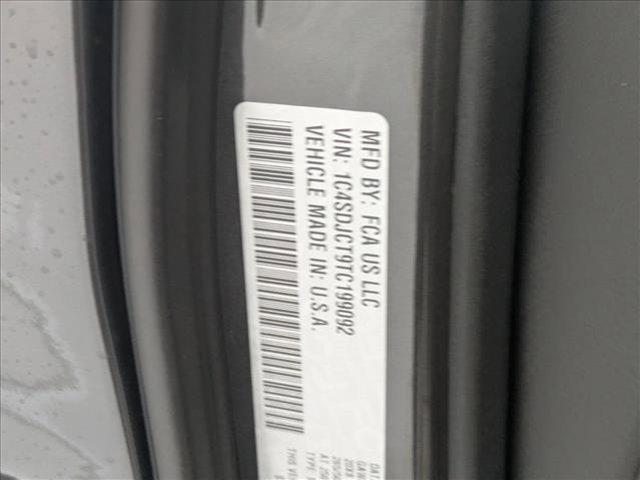 MFD BY: FCA US LLC
VIN: 1C4SDJCT9TC199092
VEHICLE MADE IN: U.S.A.